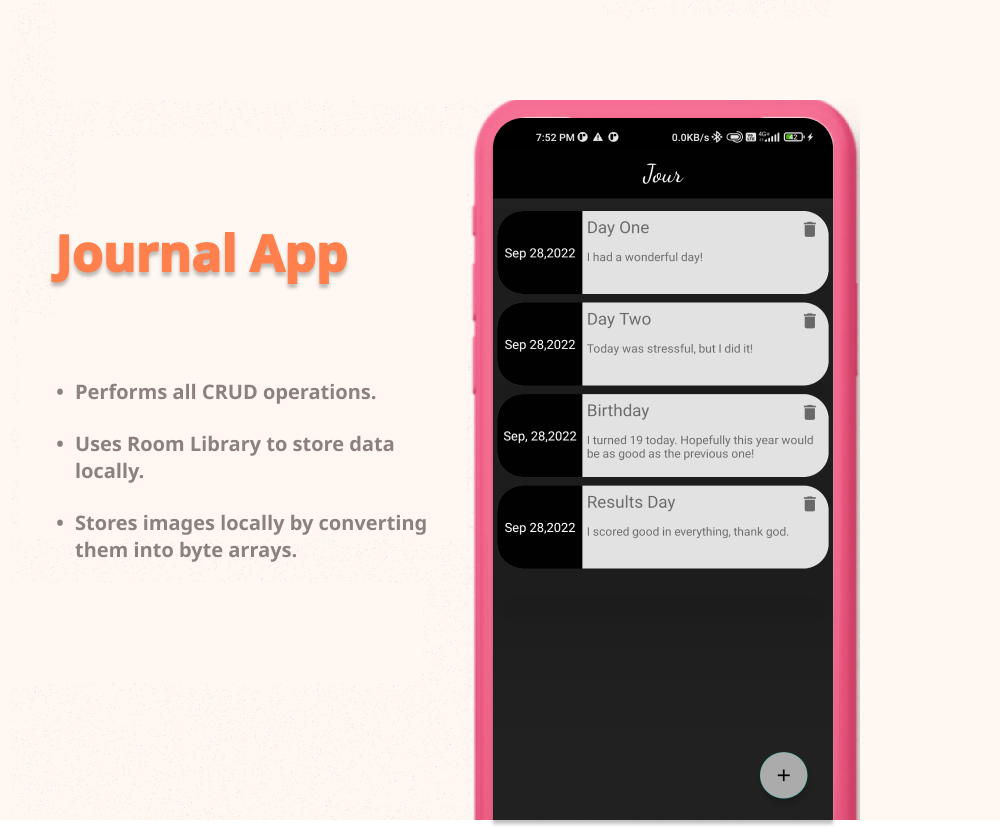 Journal App
• Performs all CRUD operations.
• Uses Room Library to store data
locally.
• Stores images locally by converting
them into byte arrays.
7:52 PM 0.0KB/s 4G+ 42
Jour
Sep 28,2022
Day One
I had a wonderful day!
Sep 28,2022
Day Two
Today was stressful, but I did it!
Sep, 28,2022
Birthday
I turned 19 today. Hopefully this year would
be as good as the previous one!
Sep 28,2022
Results Day
I scored good in everything, thank god.
+